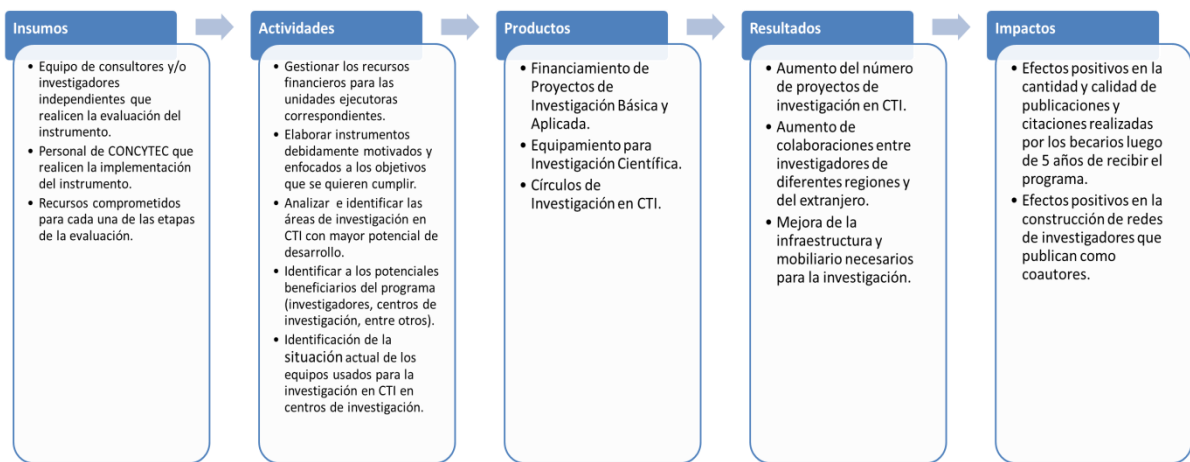 Insumos
• Equipo de consultores y/o
investigadores
independientes que
realicen la evaluación del
instrumento.
• Personal de CONCYTEC que
realicen la implementación
del instrumento.
• Recursos comprometidos
para cada una de las etapas
de la evaluación.
Actividades
• Gestionar los recursos
financieros para las
unidades ejecutoras
correspondientes.
• Elaborar instrumentos
debidamente motivados y
enfocados a los objetivos
que se quieren cumplir.
• Analizar e identificar las
áreas de investigación en
CTI con mayor potencial de
desarrollo.
• Identificar a los potenciales
beneficiarios del programa
(investigadores, centros de
investigación, entre otros).
• Identificación de la
situación actual de los
equipos usados para la
investigación en CTI en
centros de investigación.
Productos
• Financiamiento de
Proyectos de
Investigación Básica y
Aplicada.
• Equipamiento para
Investigación Científica.
• Círculos de
Investigación en CTI.
Resultados
• Aumento del número
de proyectos de
investigación en CTI.
• Aumento de
colaboraciones entre
investigadores de
diferentes regiones y
del extranjero.
• Mejora de la
infraestructura y
mobiliario necesarios
para la investigación.
Impactos
• Efectos positivos en la
cantidad y calidad de
publicaciones y
citaciones realizadas
por los becarios luego
de 5 años de recibir el
programa.
• Efectos positivos en la
construcción de redes
de investigadores que
publican como
coautores.